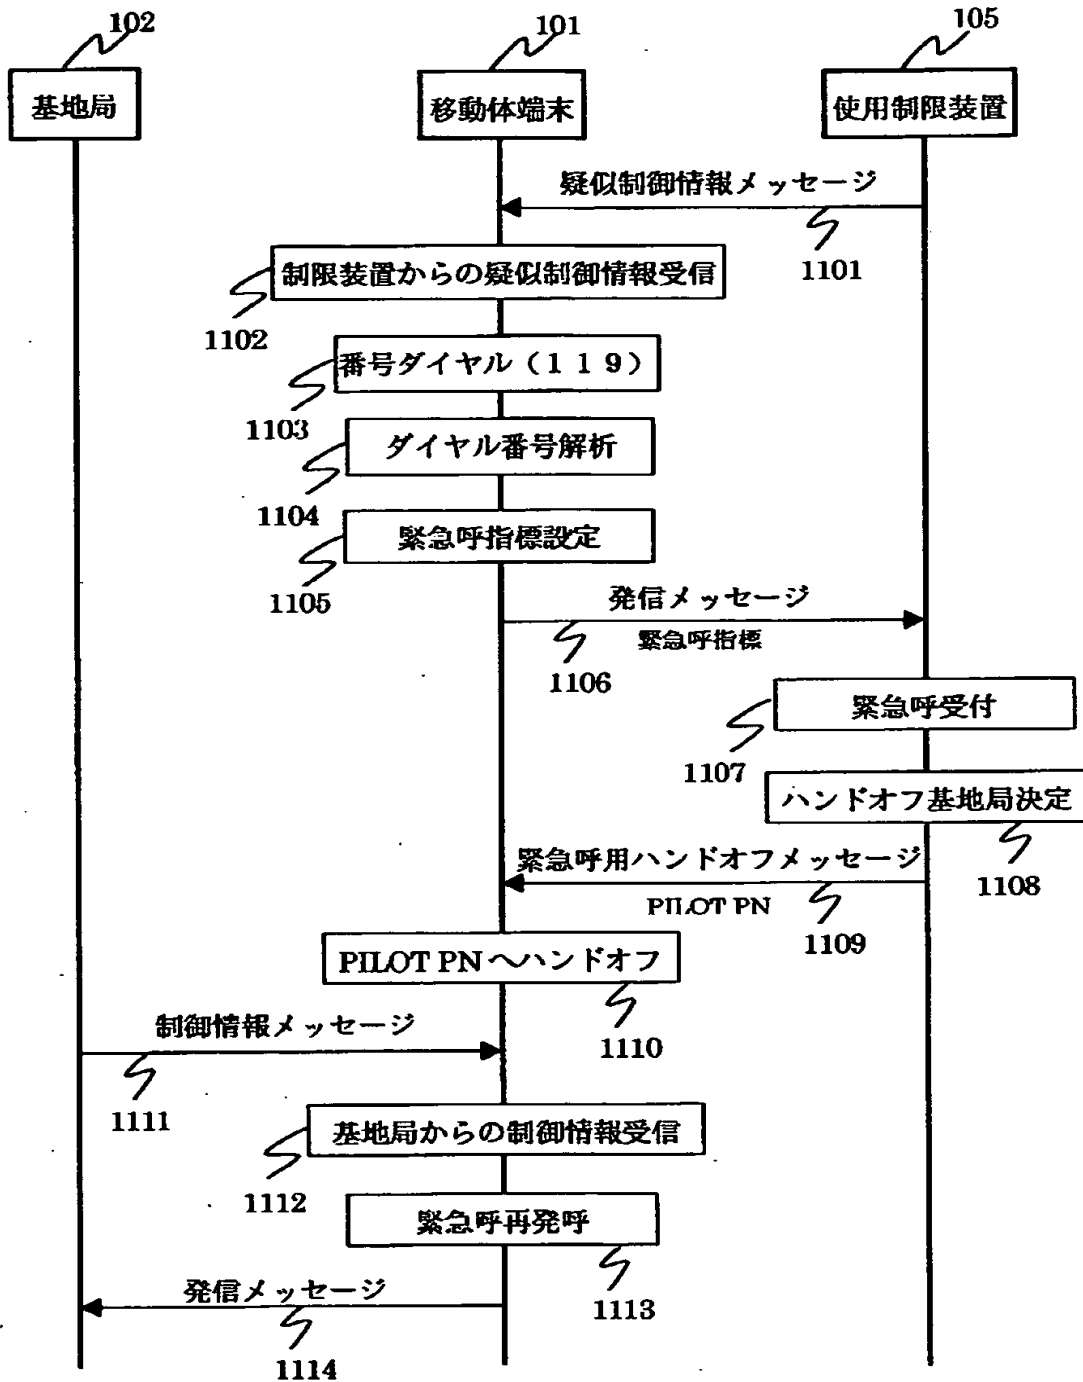 102
101
105
基地局
移動体端末
使用制限装置
疑似制御情報メッセージ
1101
制限装置からの疑似制御情報受信
1102
番号ダイヤル(119)
1103
ダイヤル番号解析
1104
緊急呼指標設定
1105
発信メッセージ
緊急呼指標
1106
緊急呼受付
1107
ハンドオフ基地局決定
1108
緊急呼用ハンドオフメッセージ
PILOT PN
1109
PILOT PNへハンドオフ
1110
制御情報メッセージ
1111
基地局からの制御情報受信
1112
緊急呼再発呼
1113
発信メッセージ
1114